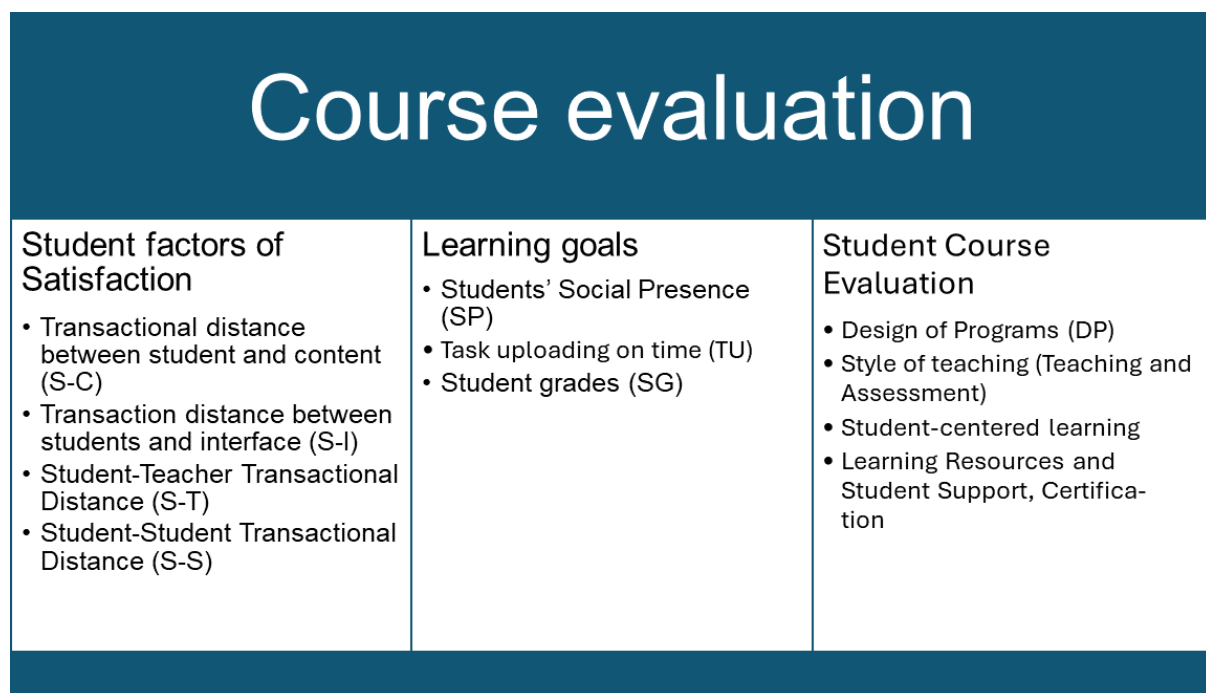 Course evaluation
Student factors of
Satisfaction
• Transactional distance
between student and content
(S-C)
• Transaction distance between
students and interface (S-I)
• Student-Teacher Transactional
Distance (S-T)
• Student-Student Transactional
Distance (S-S)
Learning goals
• Students’ Social Presence
(SP)
• Task uploading on time (TU)
• Student grades (SG)
Student Course
Evaluation
• Design of Programs (DP)
• Style of teaching (Teaching and
Assessment)
• Student-centered learning
• Learning Resources and
Student Support, Certifica-
tion